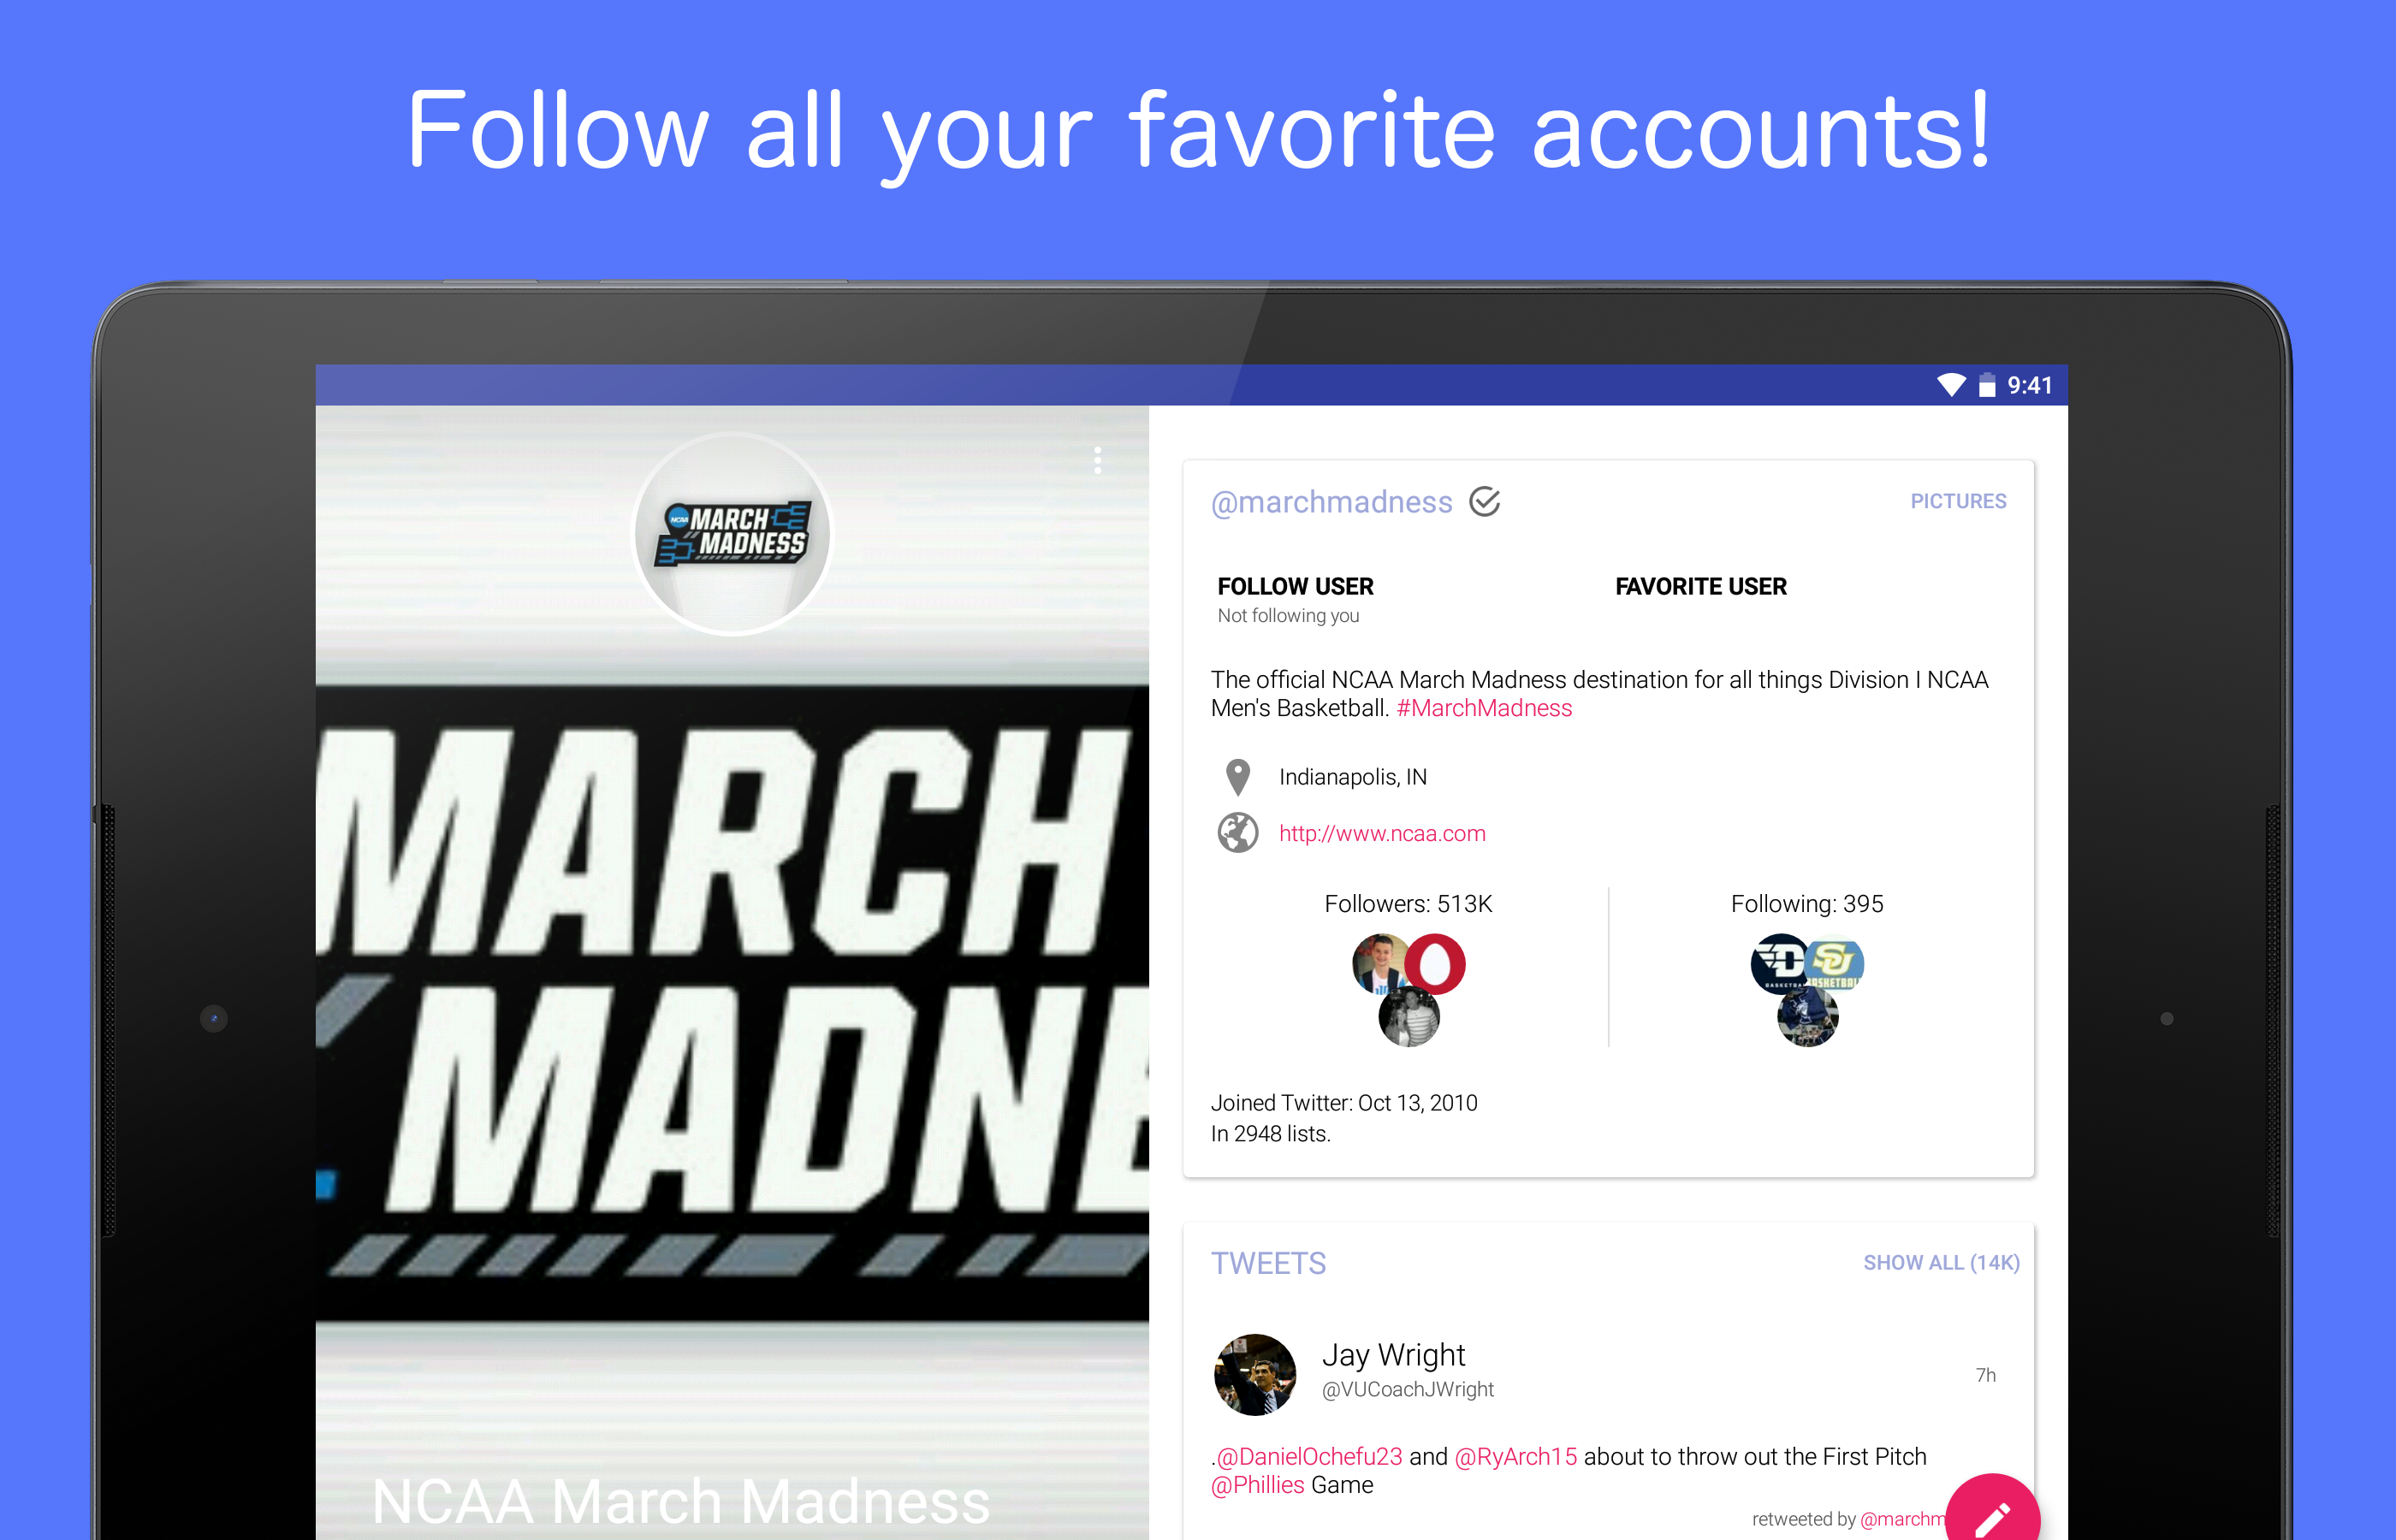 Follow all your favorite accounts!
9:41
NCAA
MARCH
MADNESS
MARCH
MADNE
NCAA March Madness
@marchmadness
PICTURES
FOLLOW USER
FAVORITE USER
Not following you
The official NCAA March Madness destination for all things Division I NCAA
Men's Basketball. #MarchMadness
Indianapolis, IN
http://www.ncaa.com
Followers: 513K
Following: 395
D
SU
BASKETBAL
Joined Twitter: Oct 13, 2010
In 2948 lists.
TWEETS
SHOW ALL (14K)
Jay Wright
@VUCoachJWright
7h
.@DanielOchefu23 and @RyArch15 about to throw out the First Pitch
@Phillies Game
retweeted by @marchm